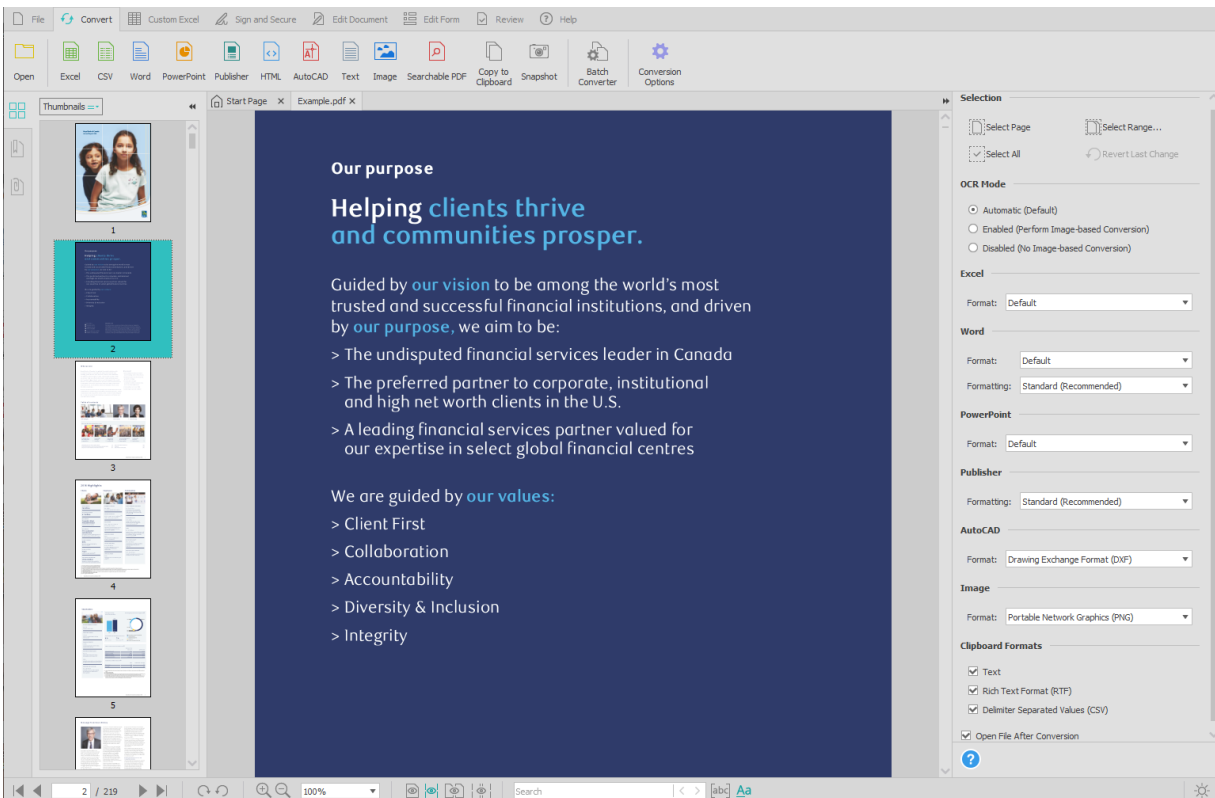 File Convert Custom Excel Sign and Secure Edit Document Edit Form Review Help
Open Excel CSV Word PowerPoint Publisher HTML AutoCAD Text Image Searchable PDF Copy to Clipboard Snapshot Batch Converter Conversion Options
Thumbnails
Start Page Example.pdf
1
2
3
4
5
Our purpose
Helping clients thrive
and communities prosper.
Guided by our vision to be among the world's most
trusted and successful financial institutions, and driven
by our purpose, we aim to be:
> The undisputed financial services leader in Canada
> The preferred partner to corporate, institutional
and high net worth clients in the U.S.
> A leading financial services partner valued for
our expertise in select global financial centres
We are guided by our values:
> Client First
> Collaboration
> Accountability
> Diversity & Inclusion
> Integrity
Selection
Select Page Select Range...
Select All Revert Last Change
OCR Mode
Automatic (Default)
Enabled (Perform Image-based Conversion)
Disabled (No Image-based Conversion)
Excel
Format: Default
Word
Format: Default
Formatting: Standard (Recommended)
PowerPoint
Format: Default
Publisher
Formatting: Standard (Recommended)
AutoCAD
Format: Drawing Exchange Format (DXF)
Image
Format: Portable Network Graphics (PNG)
Clipboard Formats
Text
Rich Text Format (RTF)
Delimiter Separated Values (CSV)
Open File After Conversion
2 / 219 100% Search abc Aa